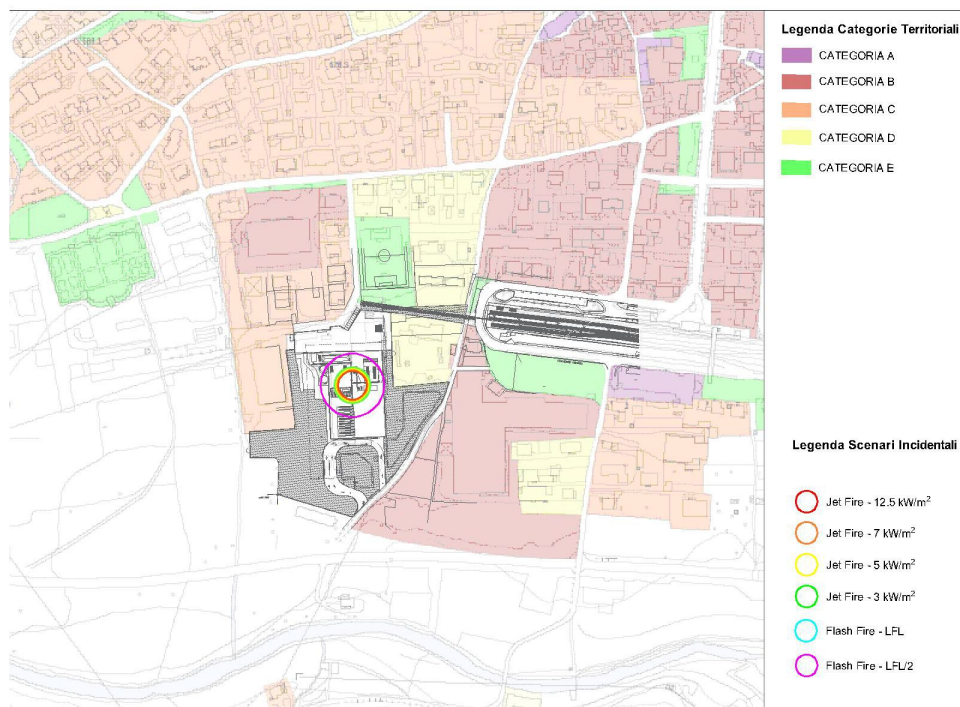 Legenda Categorie Territoriali
CATEGORIA A
CATEGORIA B
CATEGORIA C
CATEGORIA D
CATEGORIA E
Legenda Scenari Incidentali
Jet Fire - 12.5 kW/m²
Jet Fire - 7 kW/m²
Jet Fire - 5 kW/m²
Jet Fire - 3 kW/m²
Flash Fire - LFL
Flash Fire - LFL/2